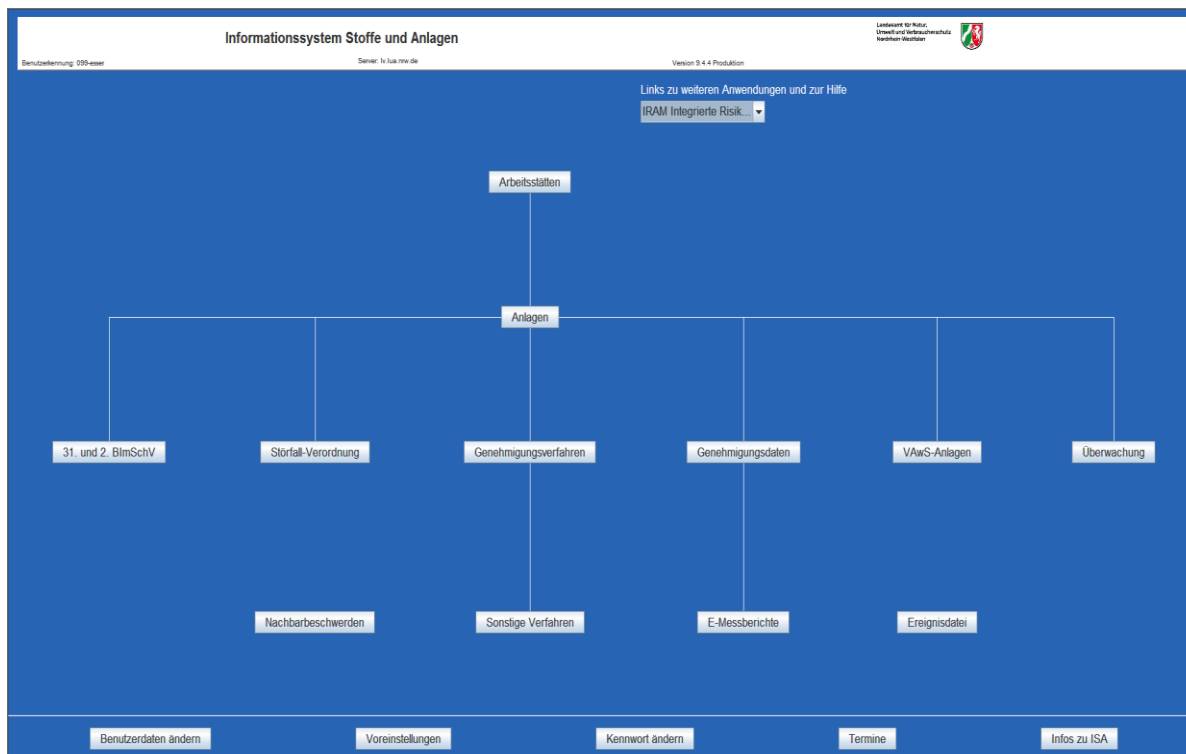 Informationssystem Stoffe und Anlagen
Landesamt für Natur,
Umwelt und Verbraucherschutz
Nordrhein-Westfalen
Benutzerkennung: 099-esser
Server: lv.lua.nrw.de
Version 9.4.4 Produktion
Links zu weiteren Anwendungen und zur Hilfe
IRAM Integrierte Risik...
Arbeitsstätten
Anlagen
31. und 2. BImSchV
Störfall-Verordnung
Genehmigungsverfahren
Genehmigungsdaten
VAwS-Anlagen
Überwachung
Nachbarbeschwerden
Sonstige Verfahren
E-Messberichte
Ereignisdatei
Benutzerdaten ändern
Voreinstellungen
Kennwort ändern
Termine
Infos zu ISA